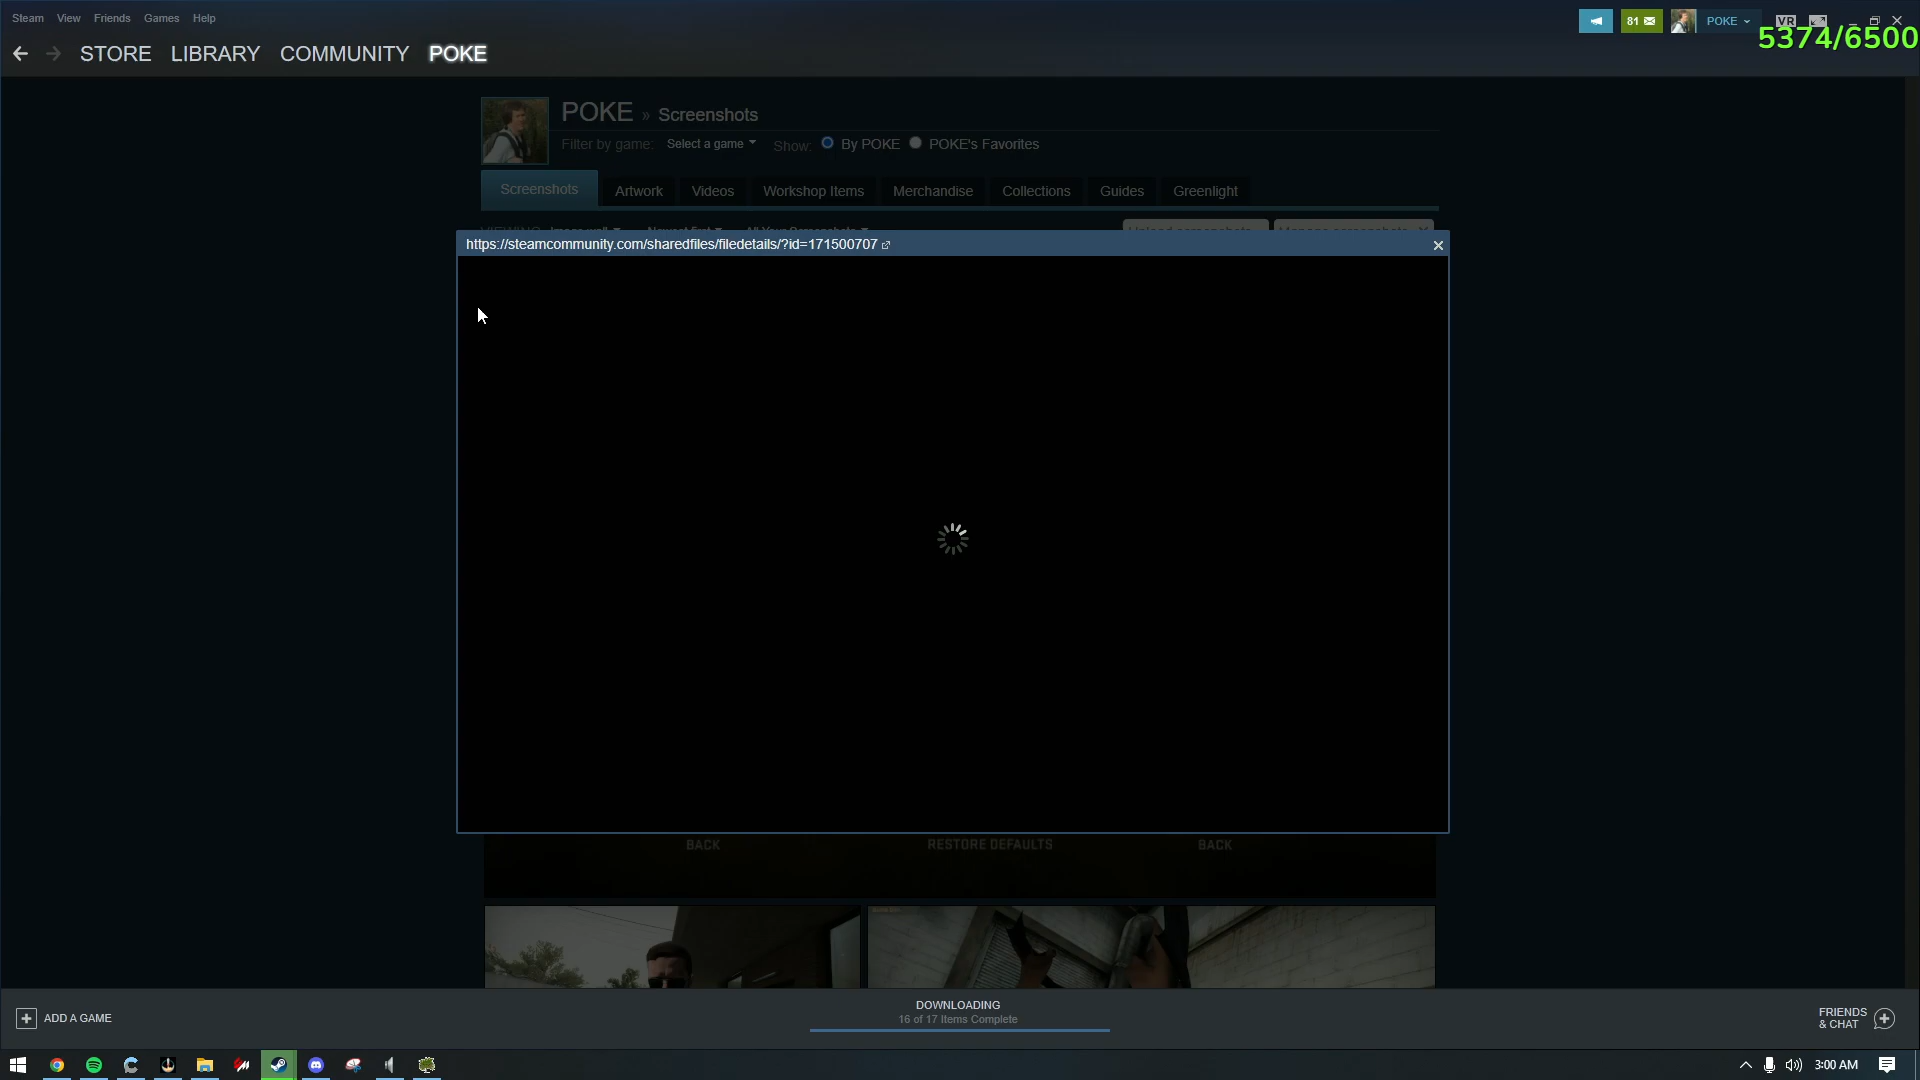 Steam View Friends Games Help
81 POKE VR
5374/6500
STORE LIBRARY COMMUNITY POKE
POKE » Screenshots
Filter by game: Select a game Show: By POKE POKE's Favorites
Screenshots Artwork Videos Workshop Items Merchandise Collections Guides Greenlight
https://steamcommunity.com/sharedfiles/filedetails/?id=171500707
BACK RESTORE DEFAULTS BACK
DOWNLOADING
16 of 17 Items Complete
ADD A GAME
FRIENDS
& CHAT
3:00 AM